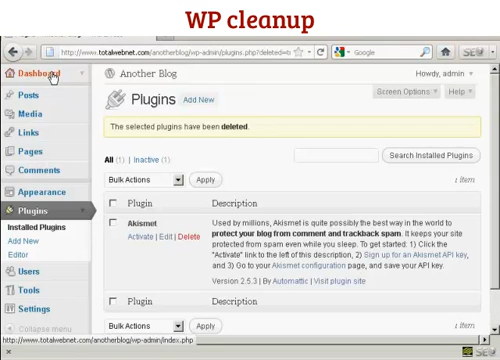 WP cleanup
http://www.totalwebnet.com/anotherblog/wp-admin/plugins.php?deleted=t
Google
SEO
Dashboard
Another Blog
Howdy, admin
Posts
Plugins
Add New
Screen Options
Help
Media
Links
The selected plugins have been deleted.
Pages
All (1) | Inactive (1)
Search Installed Plugins
Comments
Bulk Actions
Apply
1 item
Appearance
Plugin
Description
Plugins
Installed Plugins
Add New
Editor
Akismet
Activate | Edit | Delete
Used by millions, Akismet is quite possibly the best way in the world to
protect your blog from comment and trackback spam. It keeps your site
protected from spam even while you sleep. To get started: 1) Click the
"Activate" link to the left of this description, 2) Sign up for an Akismet API key,
and 3) Go to your Akismet configuration page, and save your API key.
Version 2.5.3 | By Automattic | Visit plugin site
Users
Tools
Settings
Collapse menu
Plugin
Description
Bulk Actions
Apply
1 item
http://www.totalwebnet.com/anotherblog/wp-admin/index.php
SEO